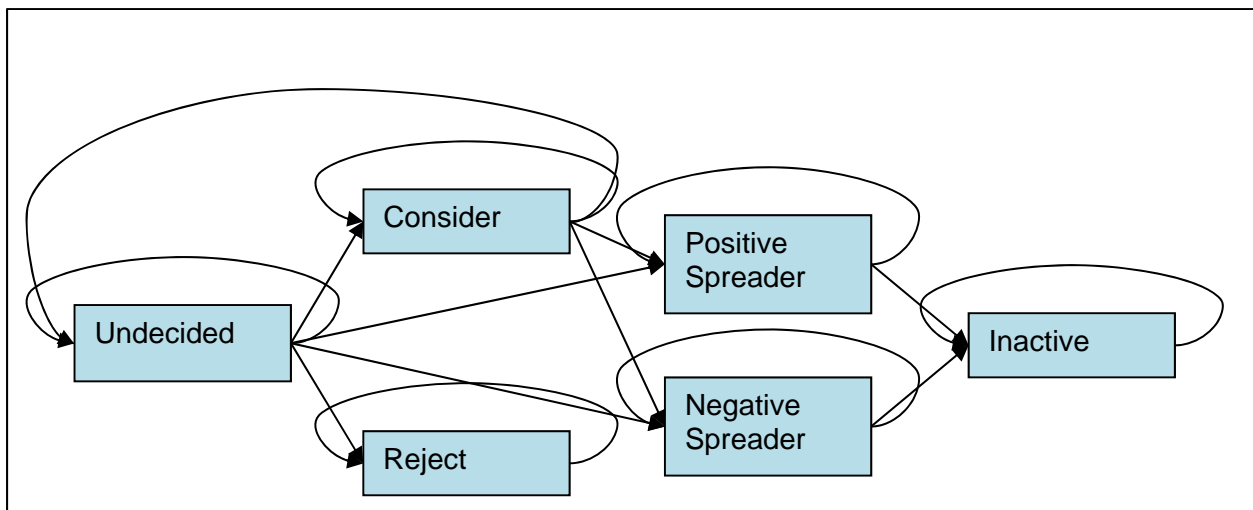 Consider
Positive
Spreader
Undecided
Inactive
Negative
Spreader
Reject